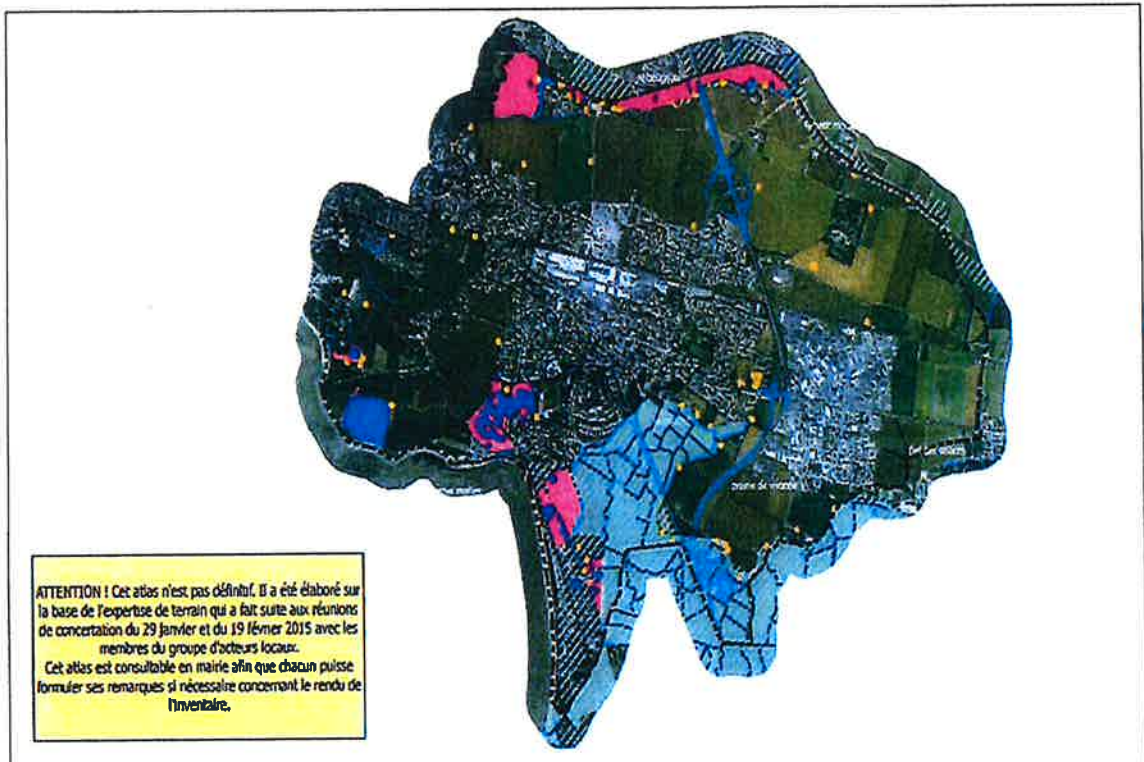 ATTENTION ! Cet atlas n'est pas définitif. Il a été élaboré sur
la base de l'expertise de terrain qui a fait suite aux réunions
de concertation du 29 janvier et du 19 février 2015 avec les
membres du groupe d'acteurs locaux.
Cet atlas est consultable en mairie afin que chacun puisse
formuler ses remarques si nécessaire concernant le rendu de
l'inventaire.